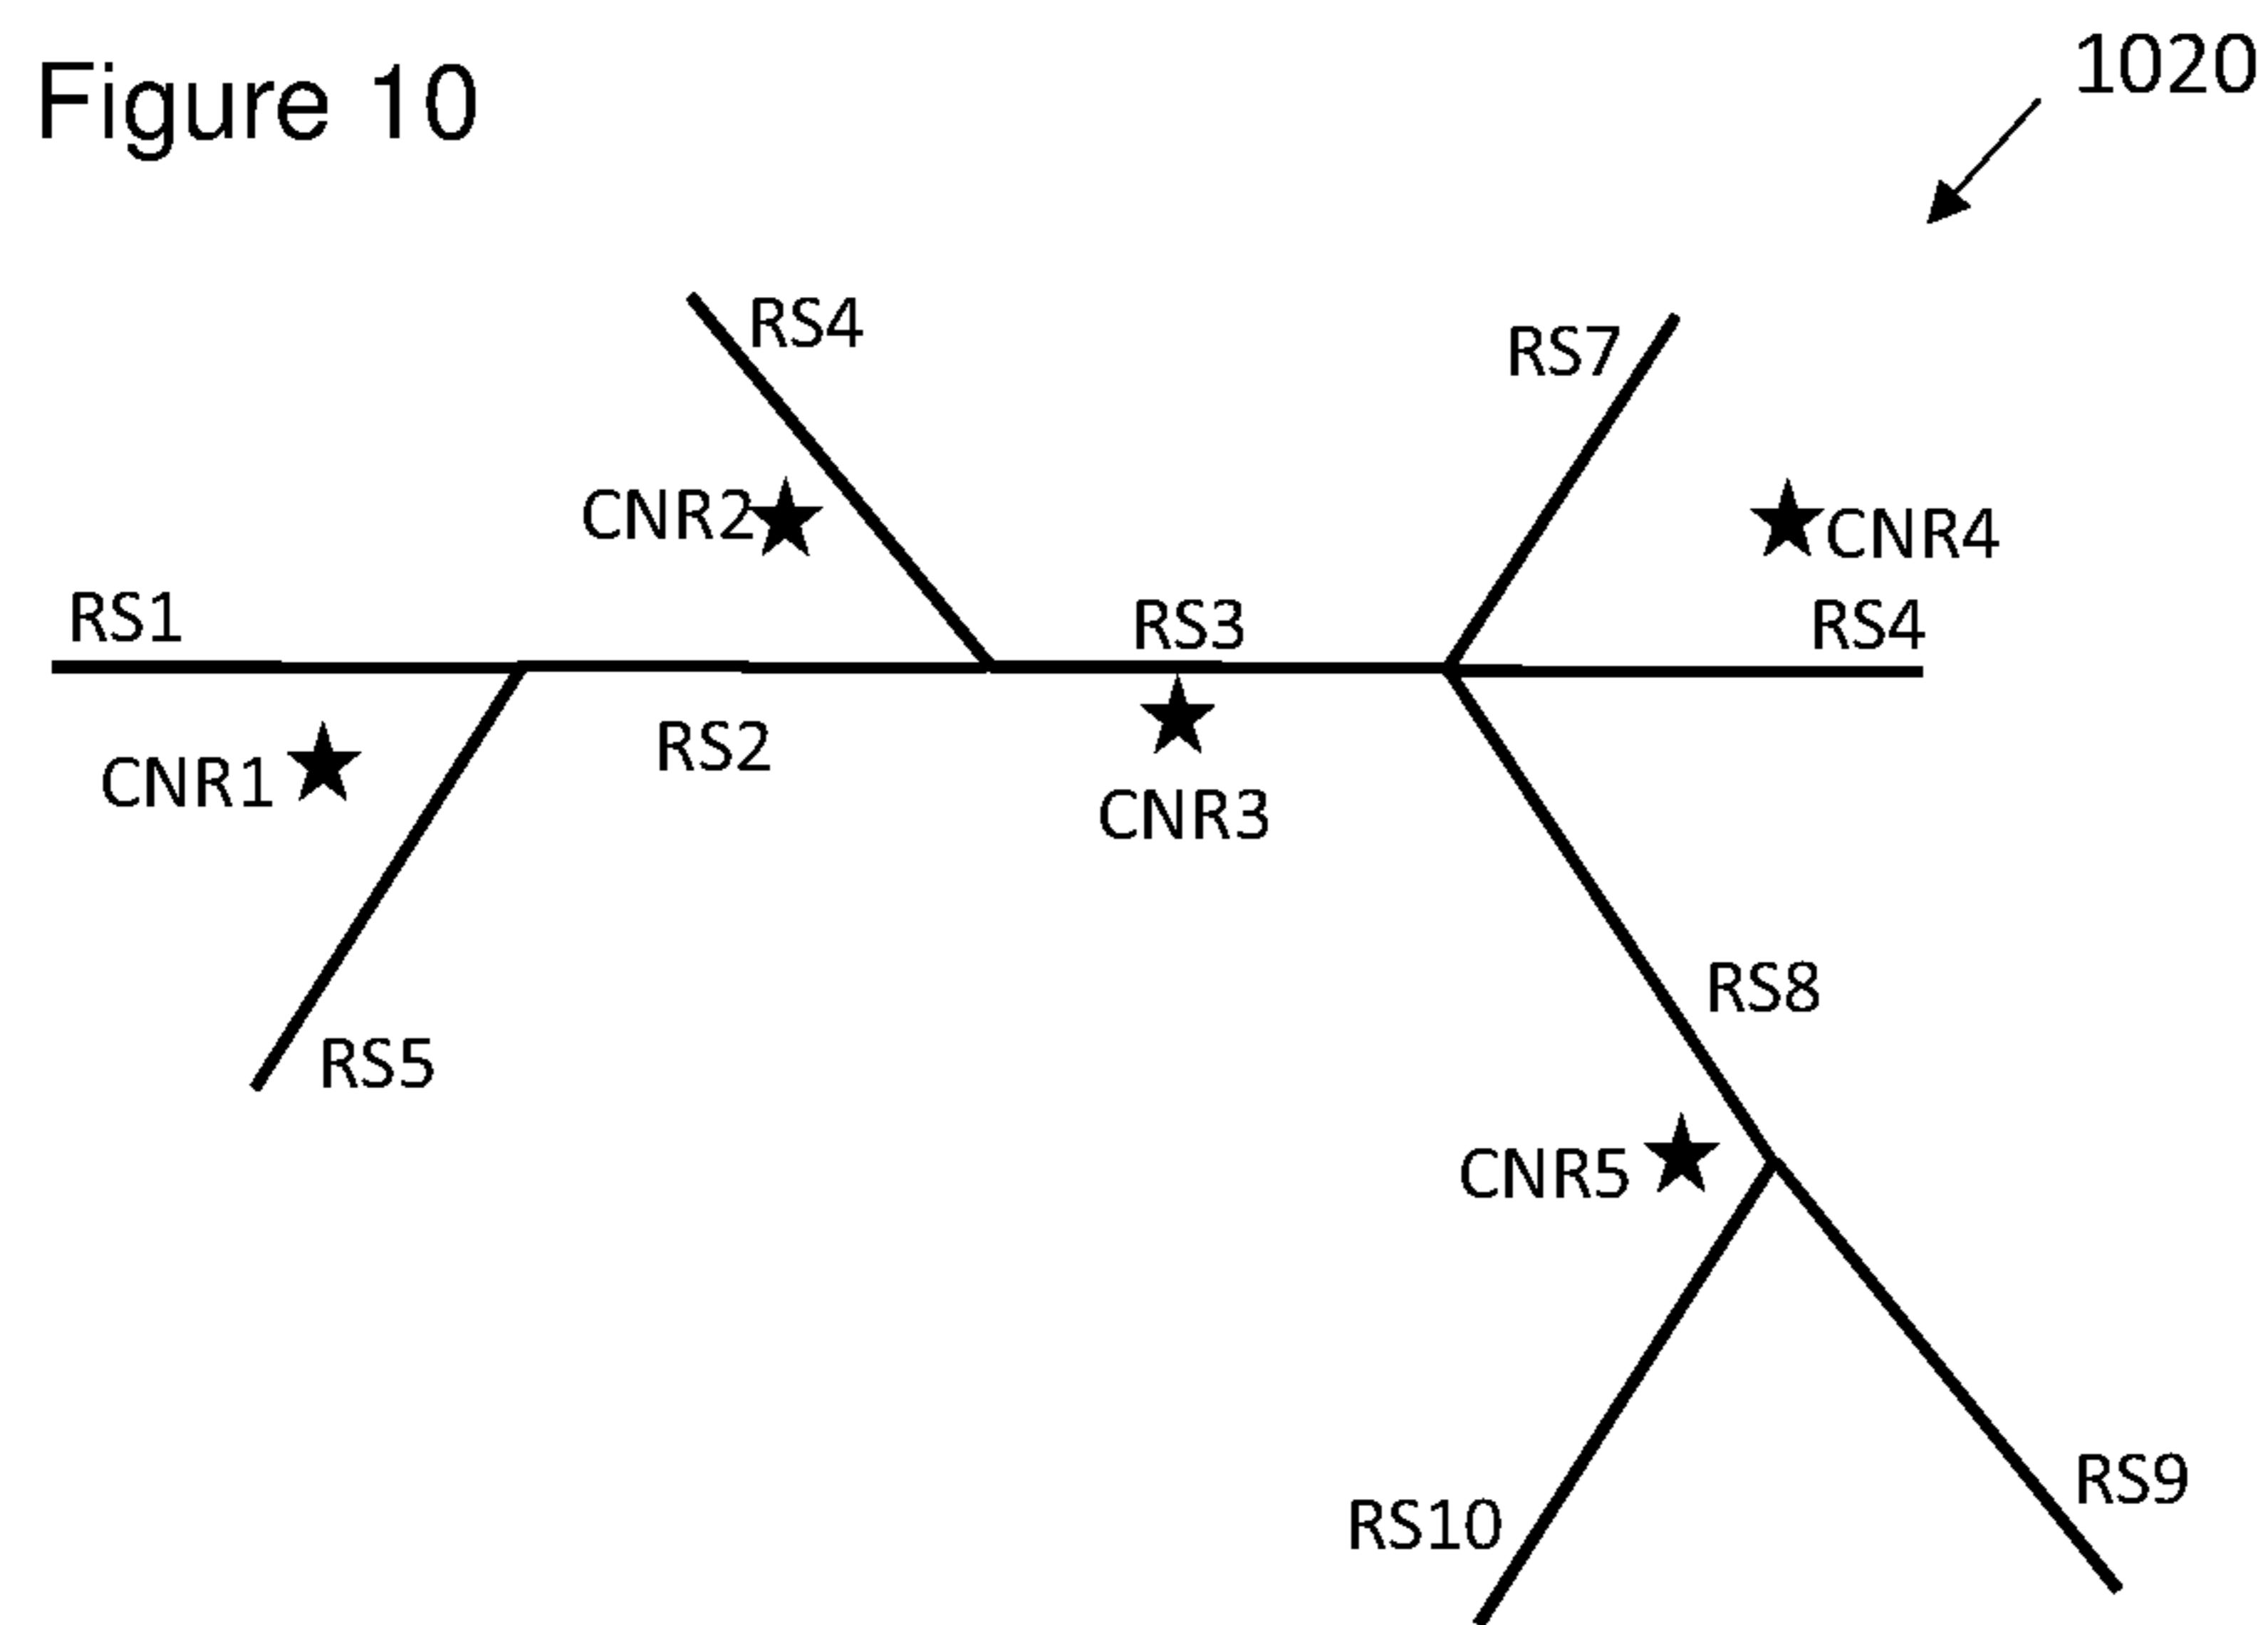 Figure 10
1020
RS4
RS7
CNR2
CNR4
RS1
RS3
RS4
RS2
CNR1
CNR3
RS8
RS5
CNR5
RS9
RS10